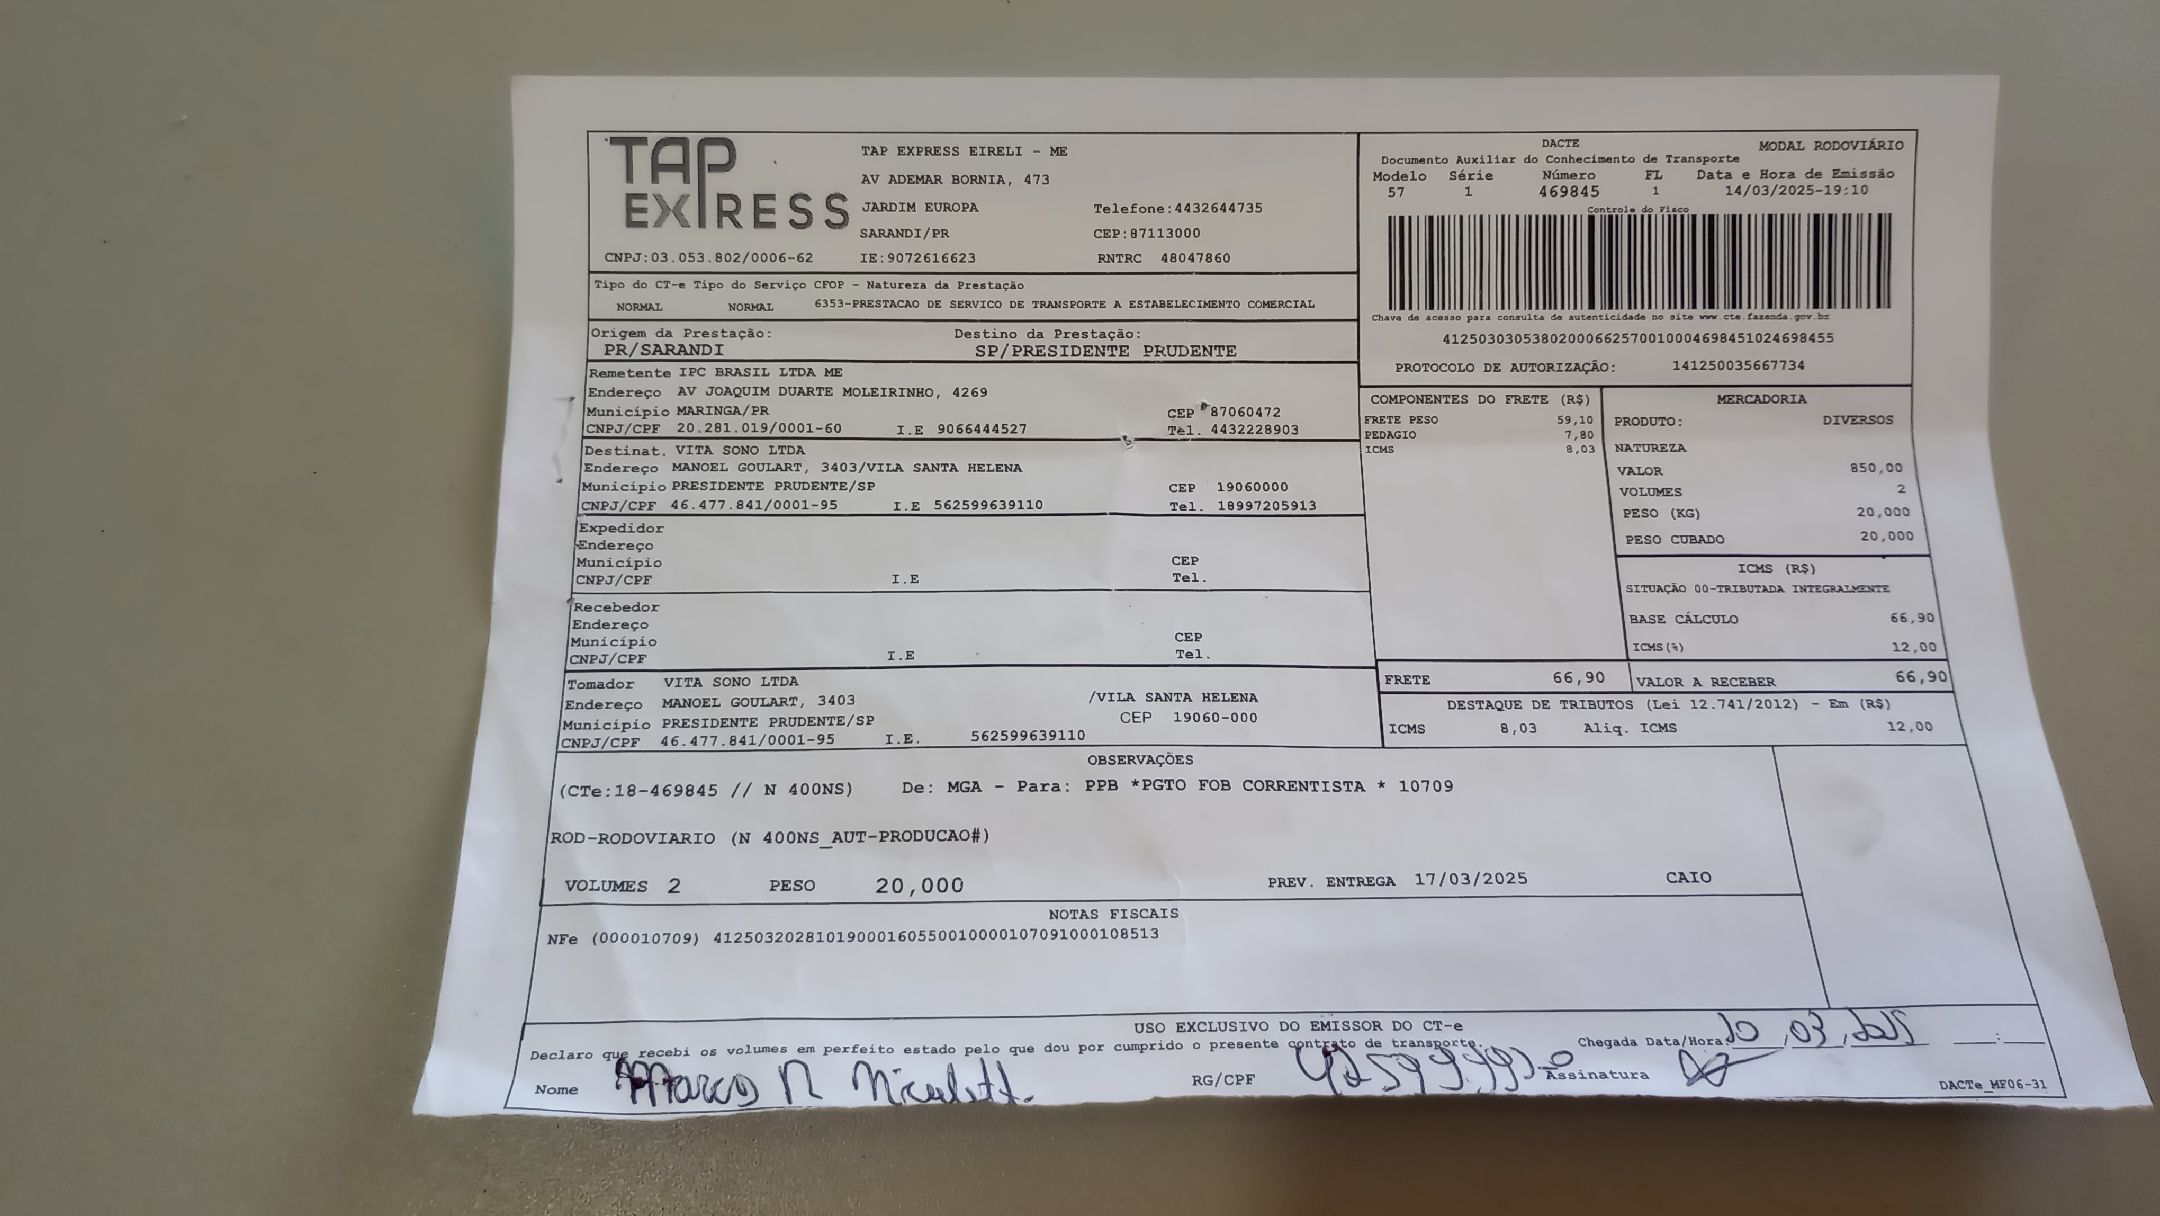 TAP EXPRESS
TAP EXPRESS EIRELI - ME
AV ADEMAR BORNIA, 473
JARDIM EUROPA Telefone:4432644735
SARANDI/PR CEP:87113000
CNPJ:03.053.802/0006-62 IE:9072616623 RNTRC 48047860
DACTE MODAL RODOVIÁRIO
Documento Auxiliar do Conhecimento de Transporte
Modelo Série Número FL Data e Hora de Emissão
57 1 469845 1 14/03/2025-19:10
Controle do Fisco
Chave de acesso para consulta de autenticidade no site www.cte.fazenda.gov.br
41250303053802000662570010004698451024698455
PROTOCOLO DE AUTORIZAÇÃO: 141250035667734
Tipo do CT-e Tipo do Serviço CFOP - Natureza da Prestação
NORMAL NORMAL 6353-PRESTACAO DE SERVICO DE TRANSPORTE A ESTABELECIMENTO COMERCIAL
Origem da Prestação: Destino da Prestação:
PR/SARANDI SP/PRESIDENTE PRUDENTE
Remetente IPC BRASIL LTDA ME
Endereço AV JOAQUIM DUARTE MOLEIRINHO, 4269
Município MARINGA/PR CEP 87060472
CNPJ/CPF 20.281.019/0001-60 I.E 9066444527 Tel. 4432228903
Destinat. VITA SONO LTDA
Endereço MANOEL GOULART, 3403/VILA SANTA HELENA
Município PRESIDENTE PRUDENTE/SP CEP 19060000
CNPJ/CPF 46.477.841/0001-95 I.E 562599639110 Tel. 18997205913
Expedidor
Endereço
Município CEP
CNPJ/CPF I.E Tel.
Recebedor
Endereço
Município CEP
CNPJ/CPF I.E Tel.
Tomador VITA SONO LTDA
Endereço MANOEL GOULART, 3403 /VILA SANTA HELENA
Município PRESIDENTE PRUDENTE/SP CEP 19060-000
CNPJ/CPF 46.477.841/0001-95 I.E. 562599639110
COMPONENTES DO FRETE (R$)
FRETE PESO 59,10
PEDAGIO 7,80
ICMS 8,03
MERCADORIA
PRODUTO: DIVERSOS
NATUREZA
VALOR 850,00
VOLUMES 2
PESO (KG) 20,000
PESO CUBADO 20,000
ICMS (R$)
SITUAÇÃO 00-TRIBUTADA INTEGRALMENTE
BASE CÁLCULO 66,90
ICMS(%) 12,00
FRETE 66,90 VALOR A RECEBER 66,90
DESTAQUE DE TRIBUTOS (Lei 12.741/2012) - Em (R$)
ICMS 8,03 Aliq. ICMS 12,00
OBSERVAÇÕES
(CTe:18-469845 // N 400NS) De: MGA - Para: PPB *PGTO FOB CORRENTISTA * 10709
ROD-RODOVIARIO (N 400NS_AUT-PRODUCAO#)
VOLUMES 2 PESO 20,000 PREV. ENTREGA 17/03/2025 CAIO
NOTAS FISCAIS
NFe (000010709) 41250320281019000160550010000107091000108513
USO EXCLUSIVO DO EMISSOR DO CT-e
Declaro que recebi os volumes em perfeito estado pelo que dou por cumprido o presente contrato de transporte.
Chegada Data/Hora: 20,03,2025 __:__
Nome Marcos N RG/CPF Assinatura
DACTe_MF06-31